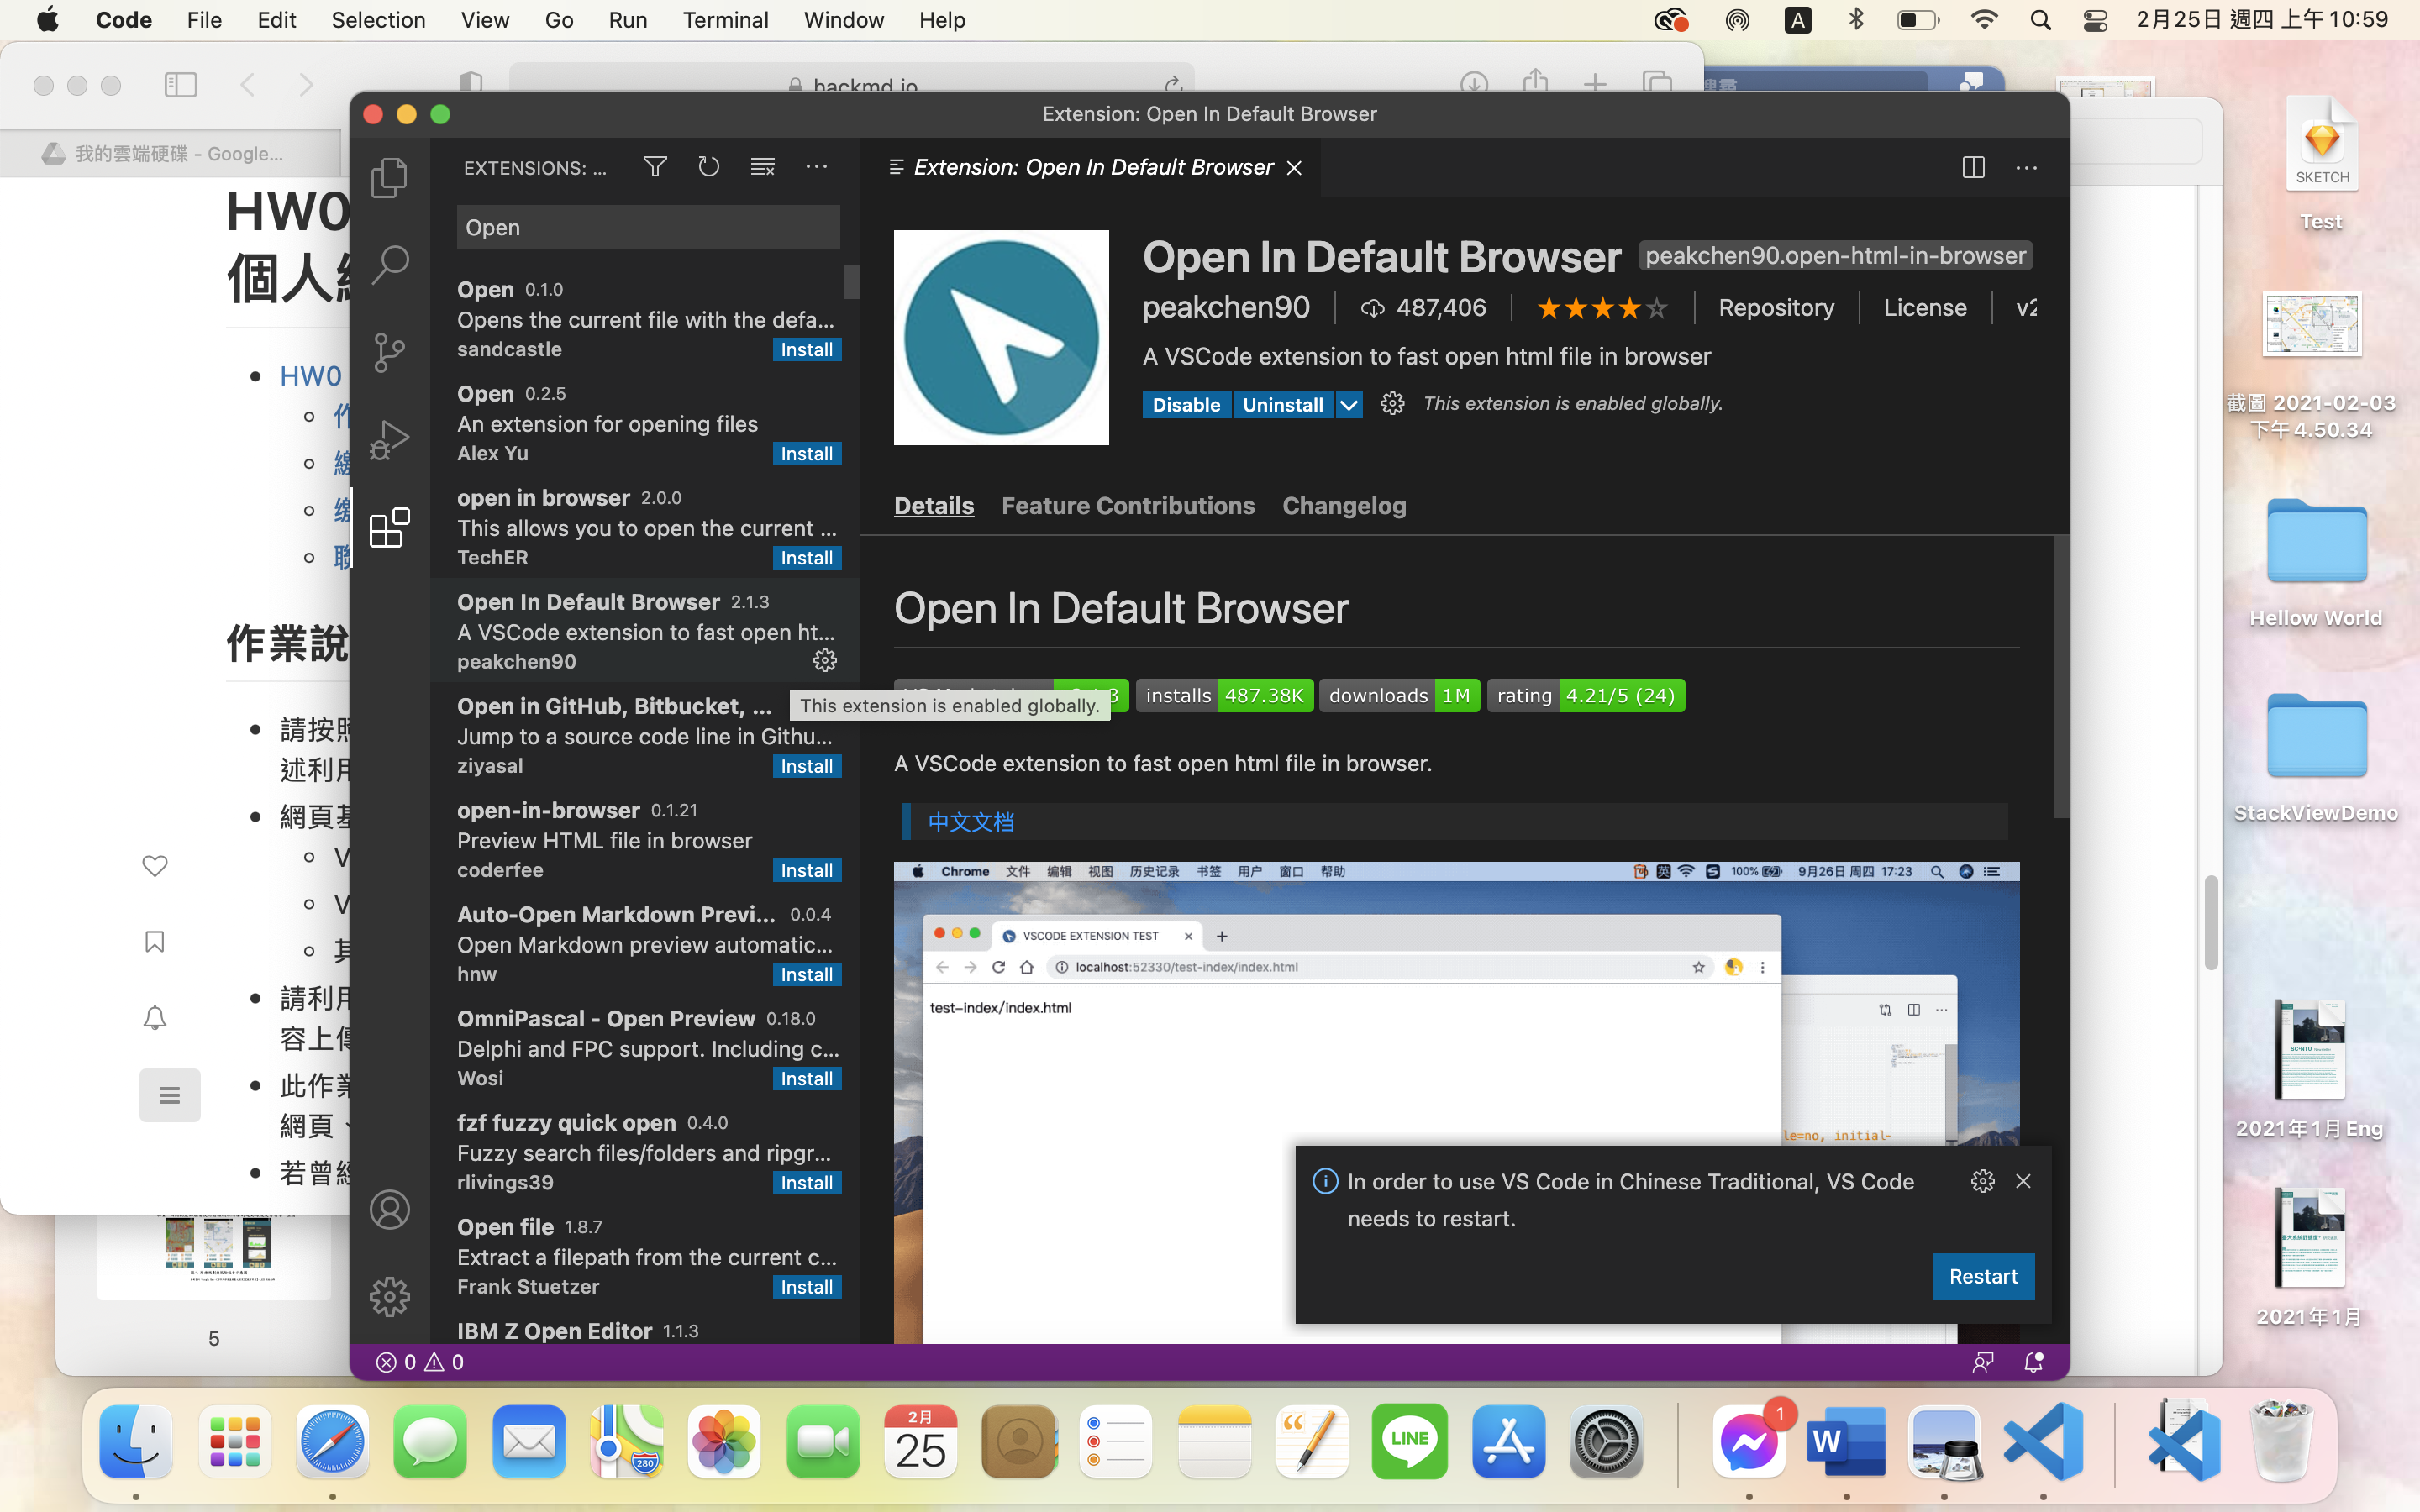 Code File Edit Selection View Go Run Terminal Window Help
A
2月25日 週四 上午10:59
hackmd.io
搜尋
我的雲端硬碟 - Google...
HW0
個人
HW0
作業說
請按照
述利用
網頁基
V
V
其
請利用
容上傳
此作業
網頁、
若曾經
5
Extension: Open In Default Browser
EXTENSIONS: ...
Open
Open 0.1.0
Opens the current file with the defa...
sandcastle Install
Open 0.2.5
An extension for opening files
Alex Yu Install
open in browser 2.0.0
This allows you to open the current ...
TechER Install
Open In Default Browser 2.1.3
A VSCode extension to fast open ht...
peakchen90
Open in GitHub, Bitbucket, ...
Jump to a source code line in Githu...
ziyasal Install
open-in-browser 0.1.21
Preview HTML file in browser
coderfee Install
Auto-Open Markdown Previ... 0.0.4
Open Markdown preview automatic...
hnw Install
OmniPascal - Open Preview 0.18.0
Delphi and FPC support. Including c...
Wosi Install
fzf fuzzy quick open 0.4.0
Fuzzy search files/folders and ripgr...
rlivings39 Install
Open file 1.8.7
Extract a filepath from the current c...
Frank Stuetzer Install
IBM Z Open Editor 1.1.3
0 0
Extension: Open In Default Browser
Open In Default Browser peakchen90.open-html-in-browser
peakchen90 487,406 Repository License v2
A VSCode extension to fast open html file in browser
Disable Uninstall This extension is enabled globally.
Details Feature Contributions Changelog
Open In Default Browser
This extension is enabled globally.
installs 487.38K downloads 1M rating 4.21/5 (24)
A VSCode extension to fast open html file in browser.
中文文档
Chrome 文件 编辑 视图 历史记录 书签 用户 窗口 帮助
英 100% 9月26日 周四 17:23
VSCODE EXTENSION TEST
localhost:52330/test-index/index.html
test-index/index.html
le=no, initial-
In order to use VS Code in Chinese Traditional, VS Code
needs to restart.
Restart
SKETCH
Test
截圖 2021-02-03
下午4.50.34
Hellow World
StackViewDemo
2021年1月Eng
2021年1月
280
2月
25
LINE
1
W